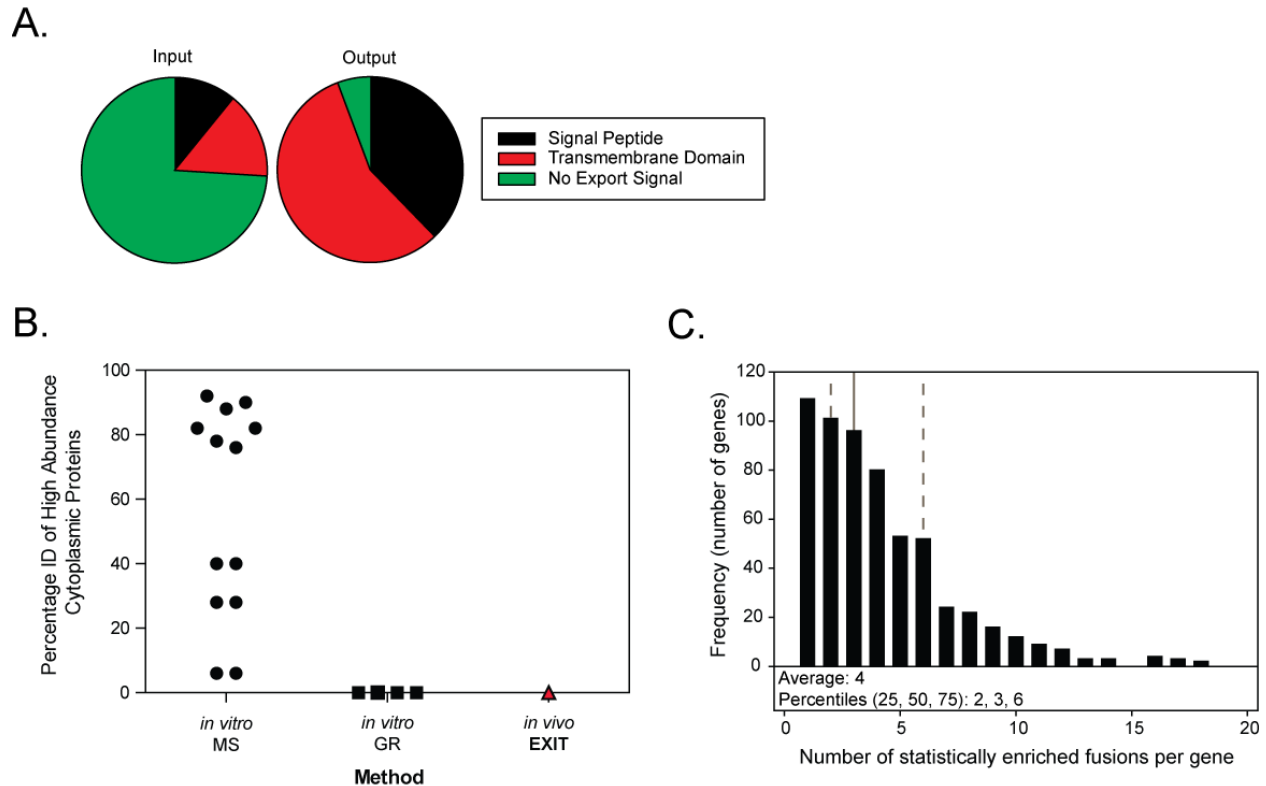 A.
Input
Output
Signal Peptide
Transmembrane Domain
No Export Signal
B.
Percentage ID of High Abundance
Cytoplasmic Proteins
100
80
60
40
20
0
in vitro
MS
in vitro
GR
in vivo
EXIT
Method
C.
Frequency (number of genes)
120
100
80
60
40
20
0
Average: 4
Percentiles (25, 50, 75): 2, 3, 6
0
5
10
15
20
Number of statistically enriched fusions per gene